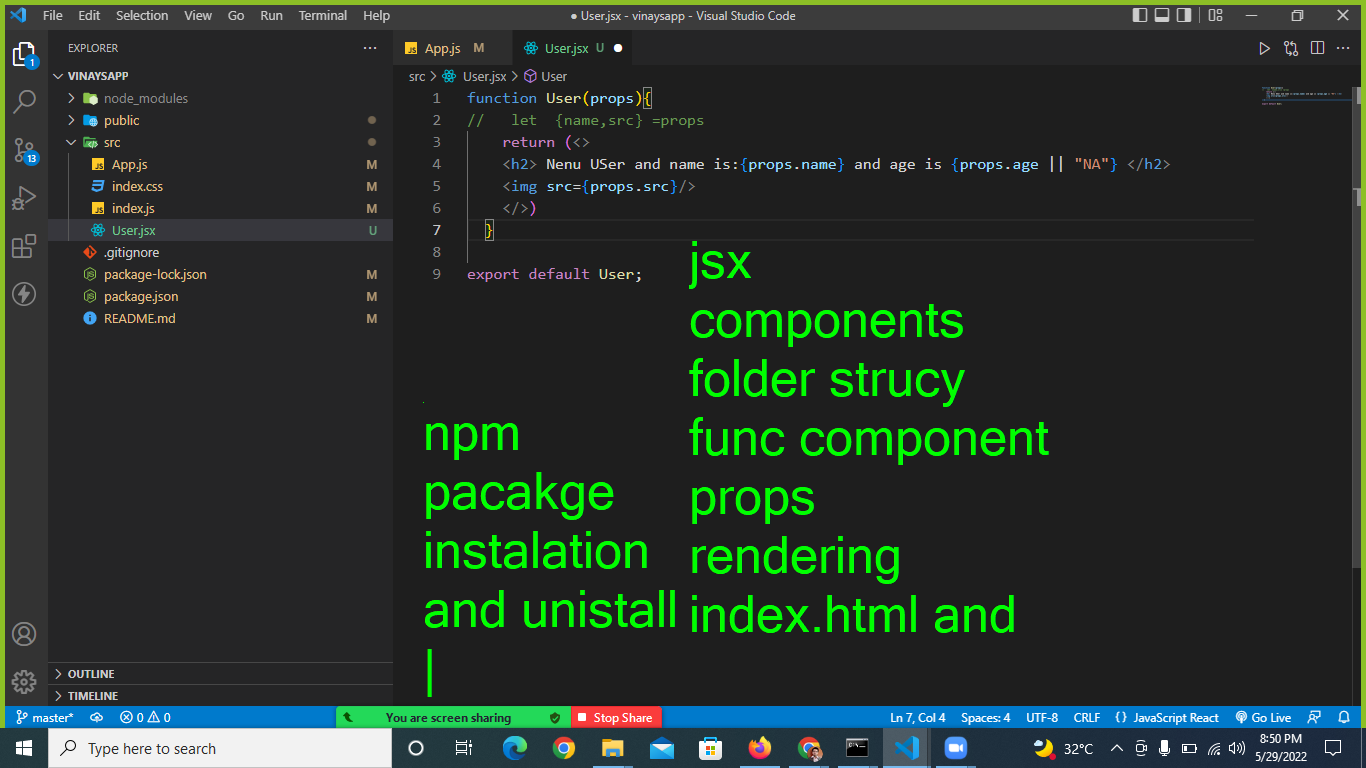 File Edit Selection View Go Run Terminal Help
● User.jsx - vinaysapp - Visual Studio Code
EXPLORER
VINAYSAPP
node_modules
public
src
App.js M
index.css M
index.js M
User.jsx U
.gitignore
package-lock.json M
package.json M
README.md M
OUTLINE
TIMELINE
1
13
App.js M
User.jsx U
src > User.jsx > User
1 function User(props){
2 //   let  {name,src} =props
3 return (<>
4 <h2> Nenu USer and name is:{props.name} and age is {props.age || "NA"} </h2>
5 <img src={props.src}/>
6 </>)
7 }
8
9 export default User;
npm
pacakge
instalation
and unistall
jsx
components
folder strucy
func component
props
rendering
index.html and
master* 0 0
You are screen sharing Stop Share
Ln 7, Col 4 Spaces: 4 UTF-8 CRLF {} JavaScript React Go Live
Type here to search
32°C
8:50 PM
5/29/2022